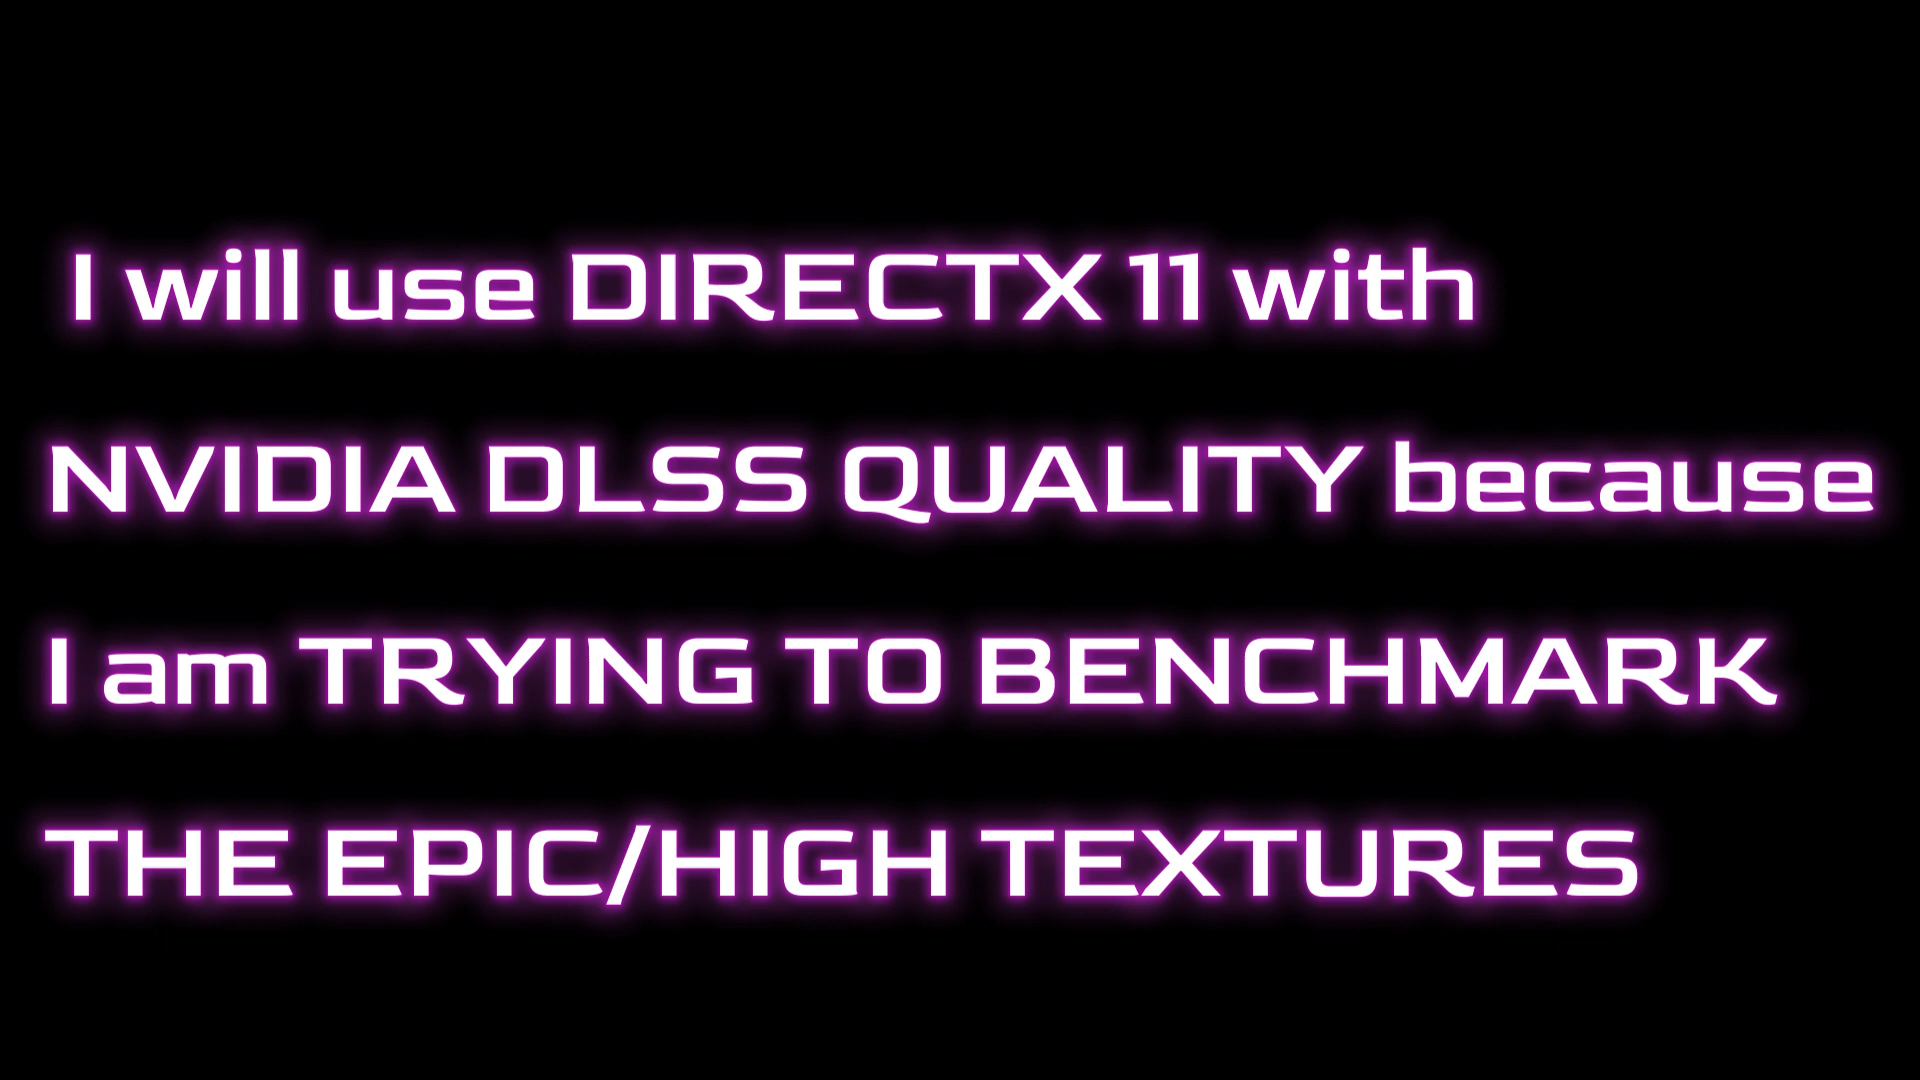 I will use DIRECTX 11 with
NVIDIA DLSS QUALITY because
I am TRYING TO BENCHMARK
THE EPIC/HIGH TEXTURES